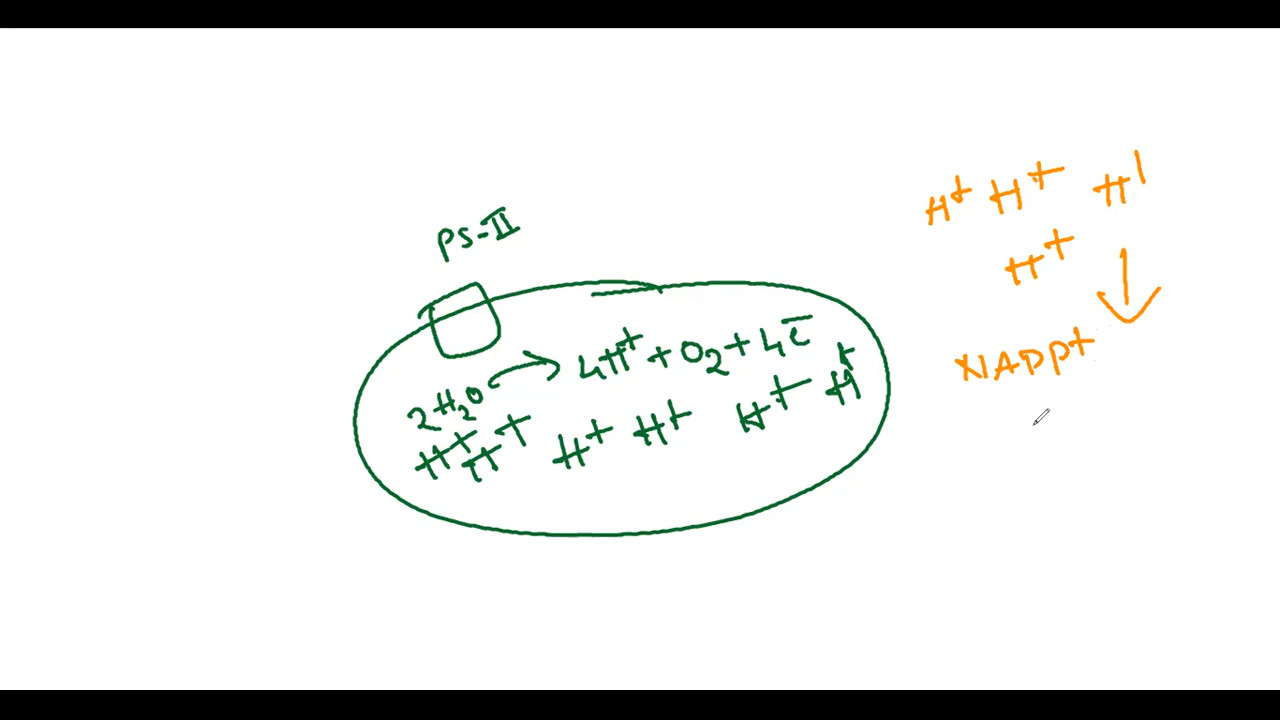 PS-II
2H₂O → 4H⁺ + O₂ + 4e⁻
H⁺ H⁺ H⁺ H⁺ H⁺ H⁺
H⁺ H⁺ H⁺
H⁺
NADP⁺